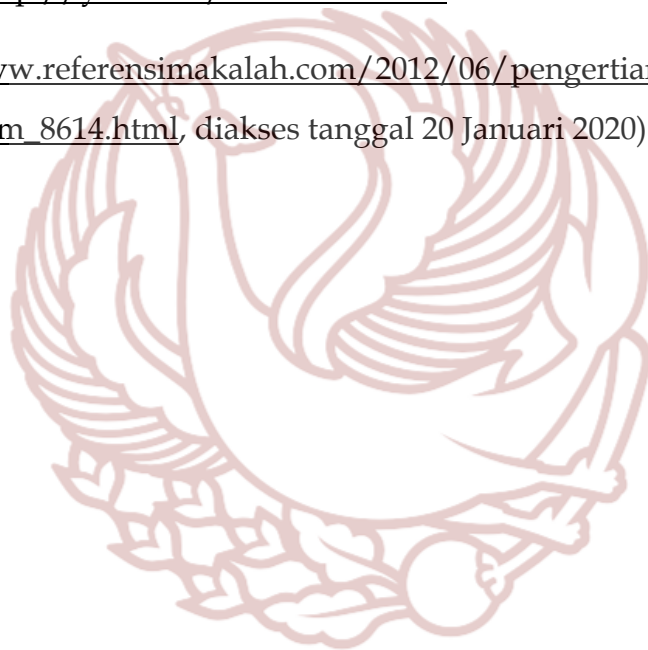 ww.referensimakalah.com/2012/06/pengertian
m_8614.html, diakses tanggal 20 Januari 2020)